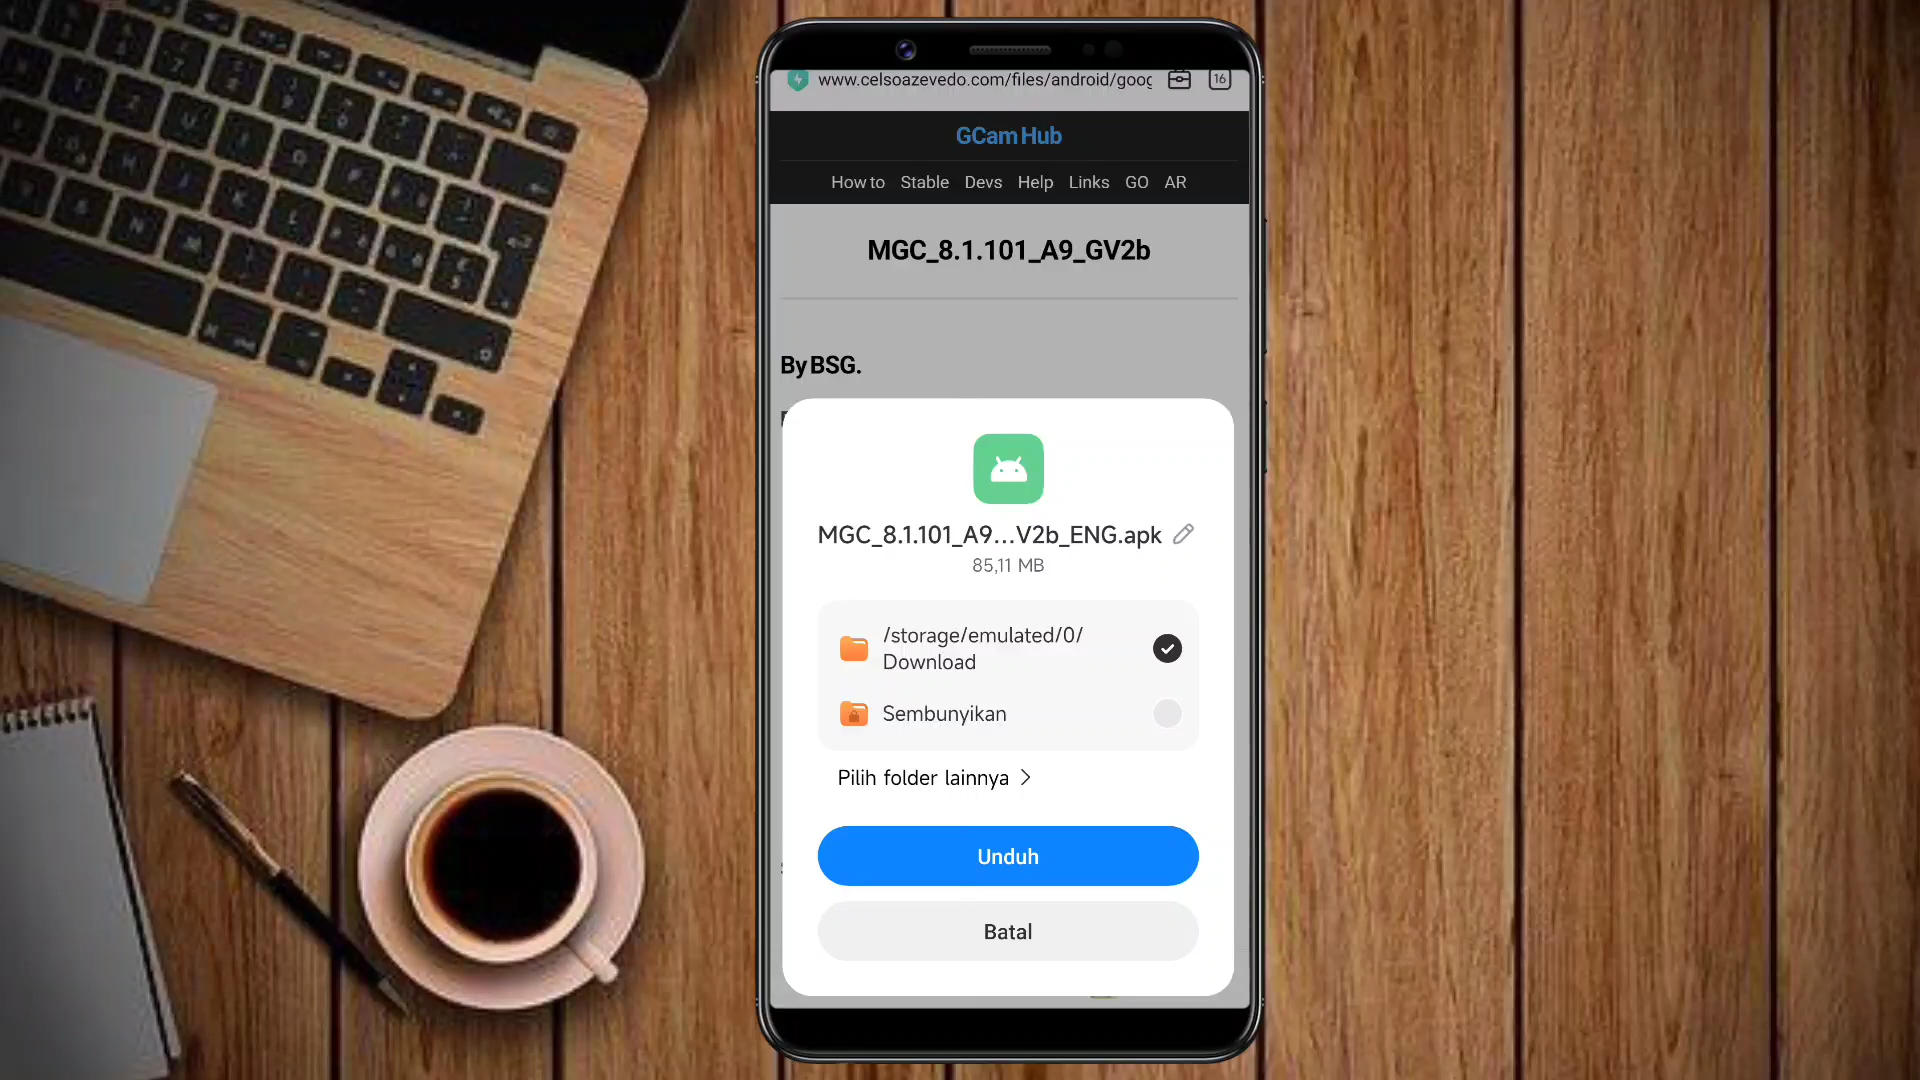 www.celsoazevedo.com/files/android/goog
16
GCam Hub
How to Stable Devs Help Links GO AR
MGC_8.1.101_A9_GV2b
By BSG.
MGC_8.1.101_A9...V2b_ENG.apk
85,11 MB
/storage/emulated/0/
Download
Sembunyikan
Pilih folder lainnya >
Unduh
Batal